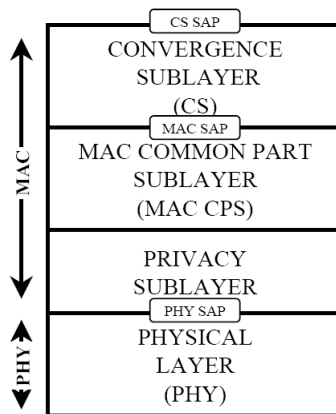 CS SAP
CONVERGENCE
SUBLAYER
(CS)
MAC SAP
MAC COMMON PART
SUBLAYER
(MAC CPS)
PRIVACY
SUBLAYER
PHY SAP
PHYSICAL
LAYER
(PHY)
MAC
PHY